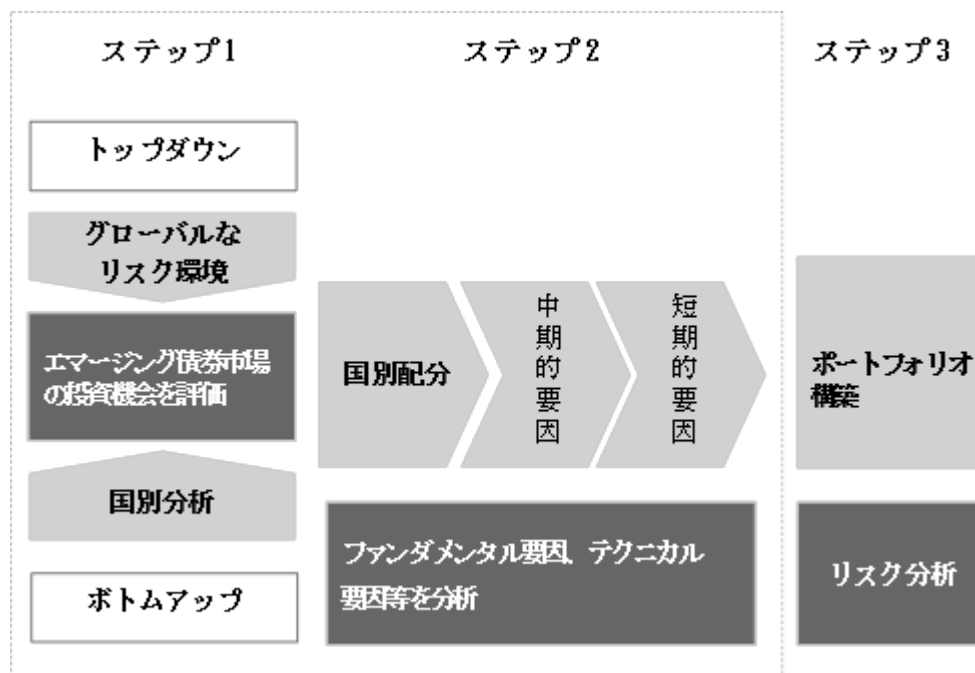 ステップ1
トップダウン
グローバルな
リスク環境
エマージング債券市場
の投資機会を評価
国別分析
ボトムアップ
ステップ2
国別配分
中期的要因
短期的要因
ファンダメンタル要因、テクニカル
要因等を分析
ステップ3
ポートフォリオ
構築
リスク分析